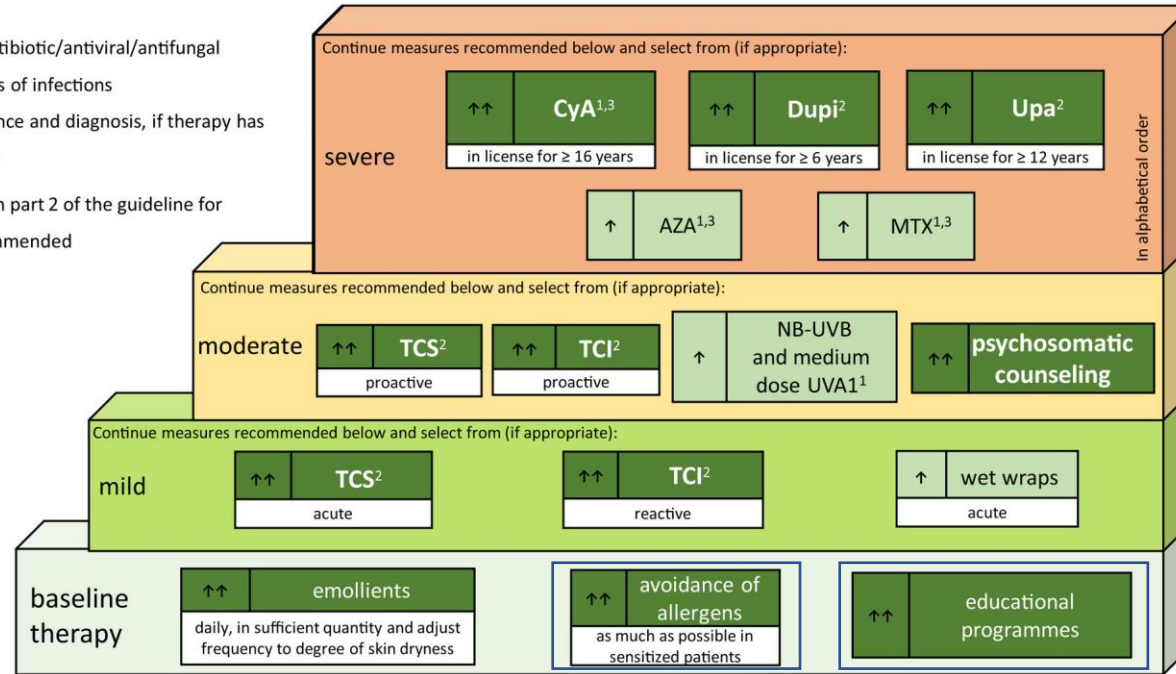 tibiotic/antiviral/antifungal
s of infections
nce and diagnosis, if therapy has
n part 2 of the guideline for
mmended
Continue measures recommended below and select from (if appropriate):
severe
↑↑ CyA1,3
in license for ≥ 16 years
↑↑ Dupi2
in license for ≥ 6 years
↑↑ Upa2
in license for ≥ 12 years
↑ AZA1,3
↑ MTX1,3
In alphabetical order
Continue measures recommended below and select from (if appropriate):
moderate
↑↑ TCS2
proactive
↑↑ TCI2
proactive
↑ NB-UVB
and medium
dose UVA1¹
↑↑ psychosomatic
counseling
Continue measures recommended below and select from (if appropriate):
mild
↑↑ TCS2
acute
↑↑ TCI2
reactive
↑ wet wraps
acute
baseline
therapy
↑↑ emollients
daily, in sufficient quantity and adjust
frequency to degree of skin dryness
↑↑ avoidance of
allergens
as much as possible in
sensitized patients
↑↑ educational
programmes